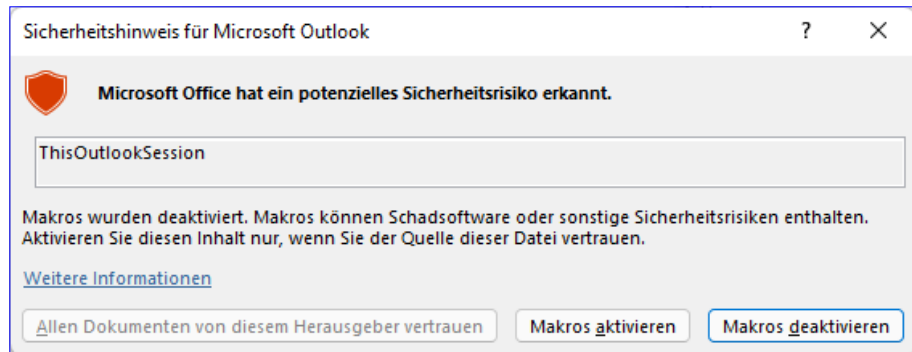 Sicherheitshinweis für Microsoft Outlook
?
Microsoft Office hat ein potenzielles Sicherheitsrisiko erkannt.
ThisOutlookSession
Makros wurden deaktiviert. Makros können Schadsoftware oder sonstige Sicherheitsrisiken enthalten.
Aktivieren Sie diesen Inhalt nur, wenn Sie der Quelle dieser Datei vertrauen.
Weitere Informationen
Allen Dokumenten von diesem Herausgeber vertrauen
Makros aktivieren
Makros deaktivieren